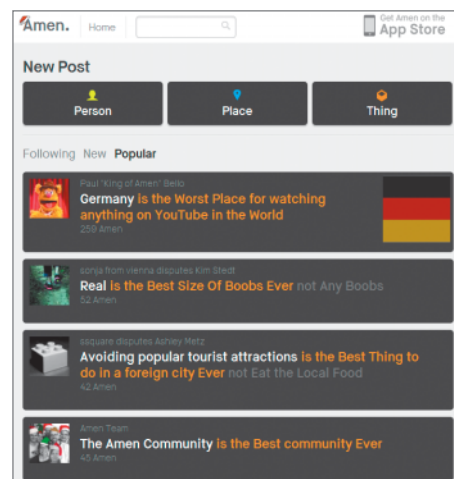 Amen.
Home
Get Amen on the
App Store
New Post
Person
Place
Thing
Following New Popular
Paul 'King of Amen' Bello
Germany is the Worst Place for watching
anything on YouTube in the World
259 Amen
sonja from vienna disputes Kim Stedt
Real is the Best Size Of Boobs Ever not Any Boobs
52 Amen
ssquare disputes Ashley Metz
Avoiding popular tourist attractions is the Best Thing to
do in a foreign city Ever not Eat the Local Food
42 Amen
Amen Team
The Amen Community is the Best community Ever
45 Amen